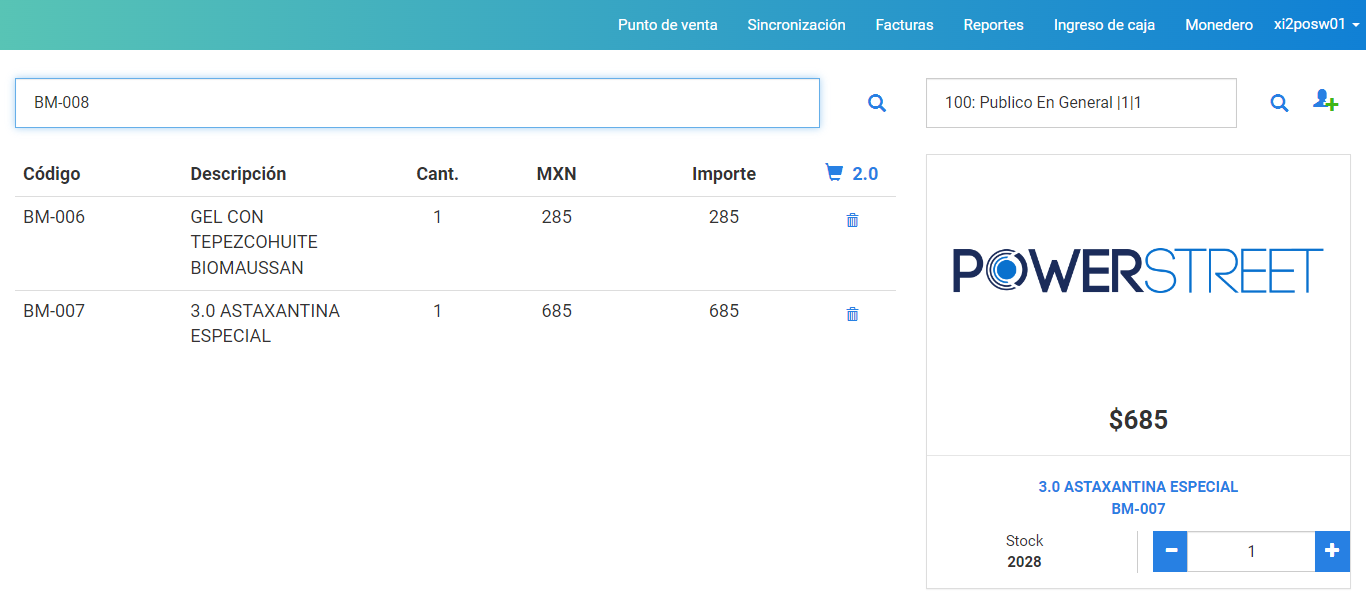 Punto de venta Sincronización Facturas Reportes Ingreso de caja Monedero xi2posw01
BM-008
100: Publico En General |1|1
Código Descripción Cant. MXN Importe 2.0
BM-006 GEL CON 1 285 285
TEPEZCOHUITE
BIOMAUSSAN
BM-007 3.0 ASTAXANTINA 1 685 685
ESPECIAL
POWERSTREET
$685
3.0 ASTAXANTINA ESPECIAL
BM-007
Stock
2028
1